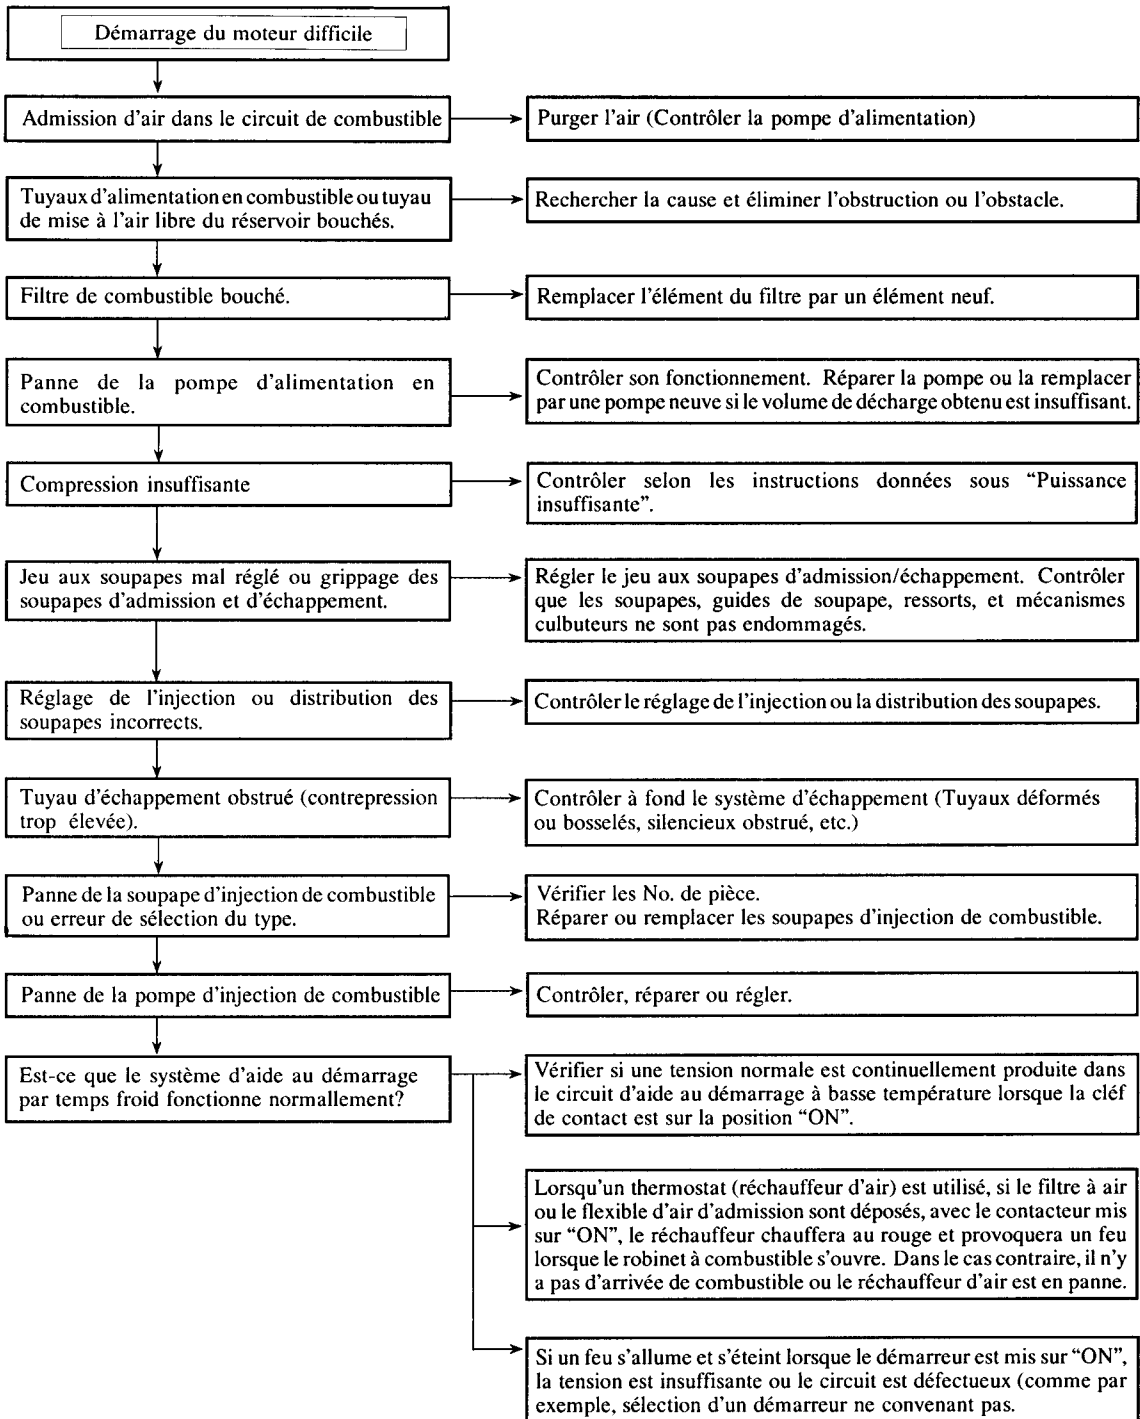 Démarrage du moteur difficile
Admission d'air dans le circuit de combustible
Purger l'air (Contrôler la pompe d'alimentation)
Tuyaux d'alimentation en combustible ou tuyau
de mise à l'air libre du réservoir bouchés.
Rechercher la cause et éliminer l'obstruction ou l'obstacle.
Filtre de combustible bouché.
Remplacer l'élément du filtre par un élément neuf.
Panne de la pompe d'alimentation en
combustible.
Contrôler son fonctionnement. Réparer la pompe ou la remplacer
par une pompe neuve si le volume de décharge obtenu est insuffisant.
Compression insuffisante
Contrôler selon les instructions données sous “Puissance
insuffisante”.
Jeu aux soupapes mal réglé ou grippage des
soupapes d'admission et d'échappement.
Régler le jeu aux soupapes d'admission/échappement. Contrôler
que les soupapes, guides de soupape, ressorts, et mécanismes
culbuteurs ne sont pas endommagés.
Réglage de l'injection ou distribution des
soupapes incorrects.
Contrôler le réglage de l'injection ou la distribution des soupapes.
Tuyau d'échappement obstrué (contrepression
trop élevée).
Contrôler à fond le système d'échappement (Tuyaux déformés
ou bosselés, silencieux obstrué, etc.)
Panne de la soupape d'injection de combustible
ou erreur de sélection du type.
Vérifier les No. de pièce.
Réparer ou remplacer les soupapes d'injection de combustible.
Panne de la pompe d'injection de combustible
Contrôler, réparer ou régler.
Est-ce que le système d'aide au démarrage
par temps froid fonctionne normallement?
Vérifier si une tension normale est continuellement produite dans
le circuit d'aide au démarrage à basse température lorsque la cléf
de contact est sur la position “ON”.
Lorsqu'un thermostat (réchauffeur d'air) est utilisé, si le filtre à air
ou le flexible d'air d'admission sont déposés, avec le contacteur mis
sur “ON”, le réchauffeur chauffera au rouge et provoquera un feu
lorsque le robinet à combustible s'ouvre. Dans le cas contraire, il n'y
a pas d'arrivée de combustible ou le réchauffeur d'air est en panne.
Si un feu s'allume et s'éteint lorsque le démarreur est mis sur “ON”,
la tension est insuffisante ou le circuit est défectueux (comme par
exemple, sélection d'un démarreur ne convenant pas.